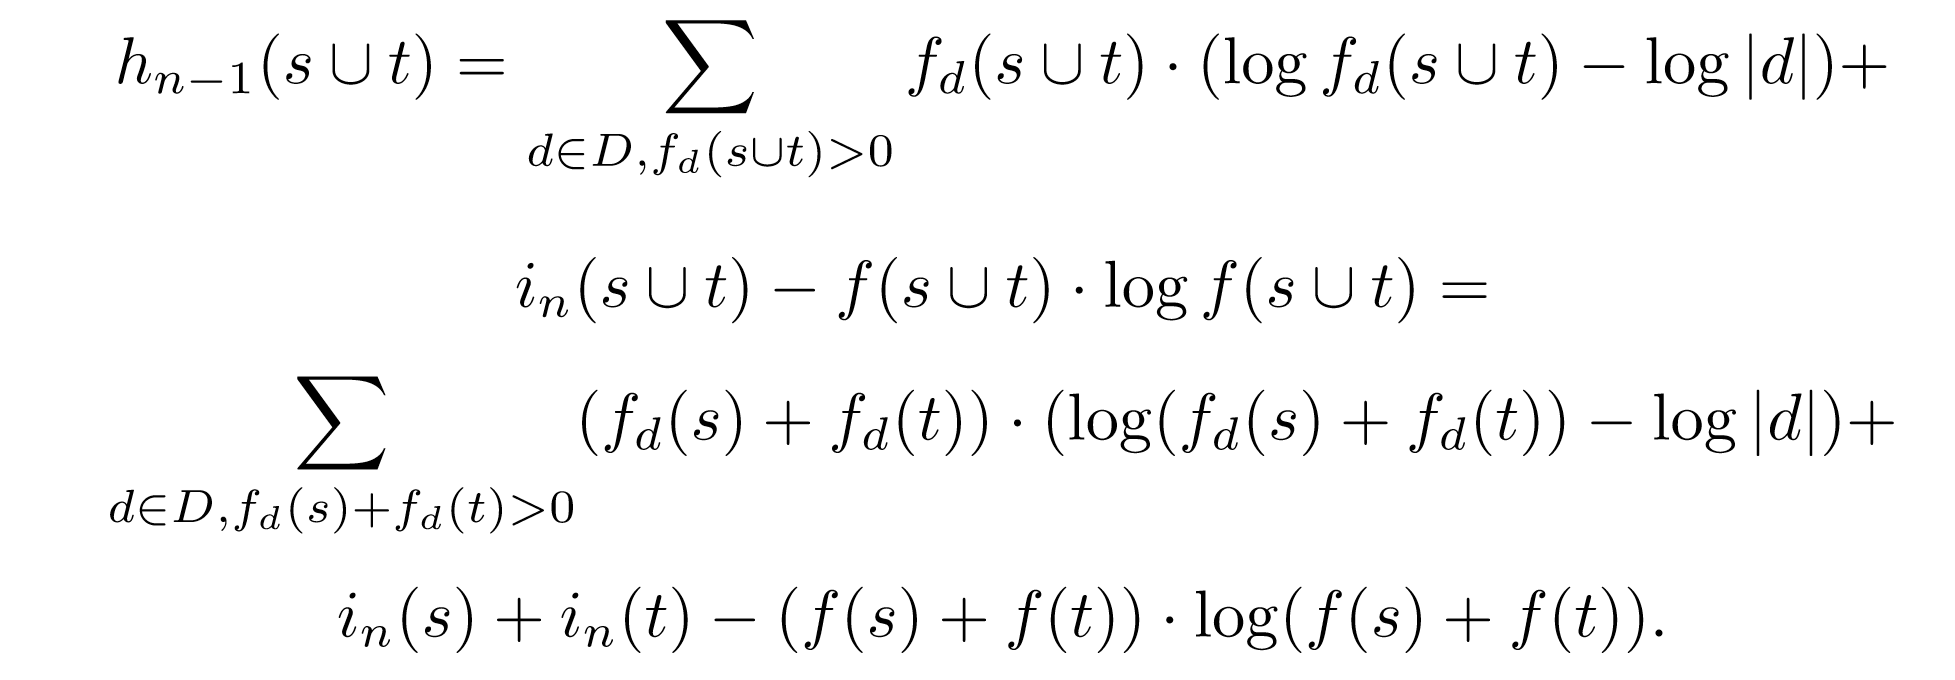 h_{n-1}(s ∪ t) = ∑_{d∈D, f_d(s∪t)>0} f_d(s ∪ t) · (log f_d(s ∪ t) − log |d|)+
i_n(s ∪ t) − f(s ∪ t) · log f(s ∪ t) =
∑_{d∈D, f_d(s)+f_d(t)>0} (f_d(s) + f_d(t)) · (log(f_d(s) + f_d(t)) − log |d|)+
i_n(s) + i_n(t) − (f(s) + f(t)) · log(f(s) + f(t)).